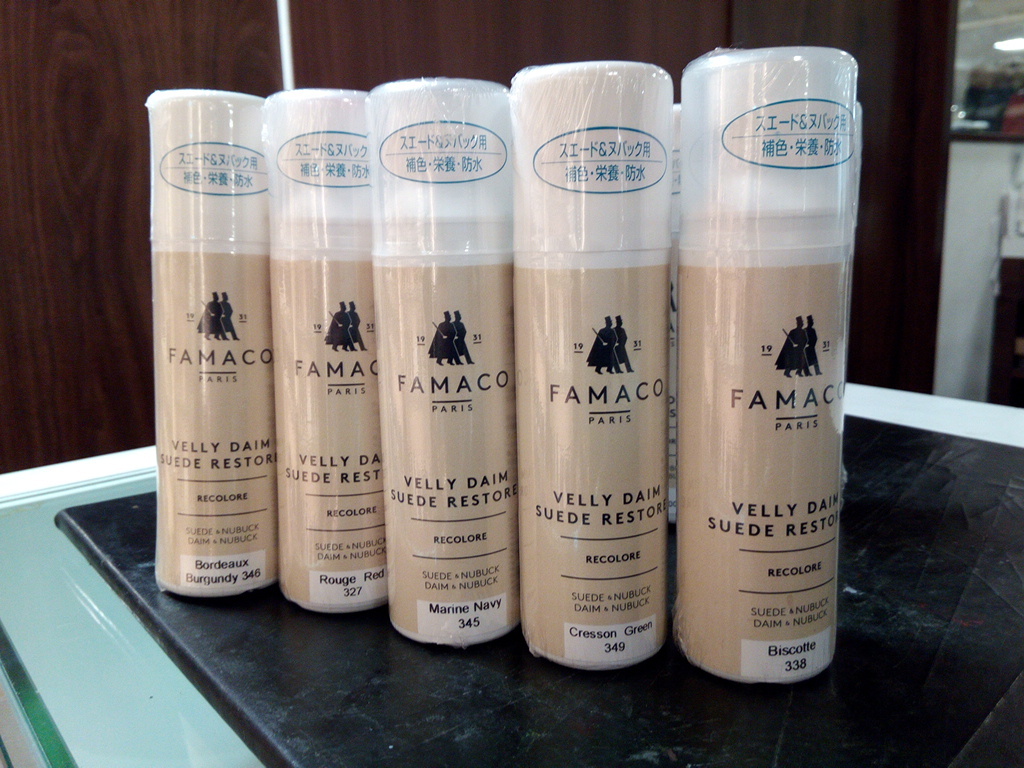 スエード&ヌバック用
補色・栄養・防水
19 31
FAMACO
PARIS
VELLY DAIM
SUEDE RESTORE
RECOLORE
SUEDE & NUBUCK
DAIM & NUBUCK
Bordeaux
Burgundy 346
スエード&ヌバック
補色・栄養・防水
19 31
FAMAC
PARIS
VELLY DA
SUEDE REST
RECOLORE
SUEDE & NUBUCK
DAIM & NUBUCK
Rouge Red
327
スエード&ヌバック用
補色・栄養・防水
19 31
FAMACO
PARIS
VELLY DAIM
SUEDE RESTORE
RECOLORE
SUEDE & NUBUCK
DAIM & NUBUCK
Marine Navy
345
スエード&ヌバック用
補色・栄養・防水
19 31
FAMACO
PARIS
VELLY DAIM
SUEDE RESTORE
RECOLORE
SUEDE & NUBUCK
DAIM & NUBUCK
Cresson Green
349
スエード&ヌバック用
補色・栄養・防水
19 31
FAMACO
PARIS
VELLY DAIM
SUEDE RESTOR
RECOLORE
SUEDE & NUBUCK
DAIM & NUBUCK
Biscotte
338